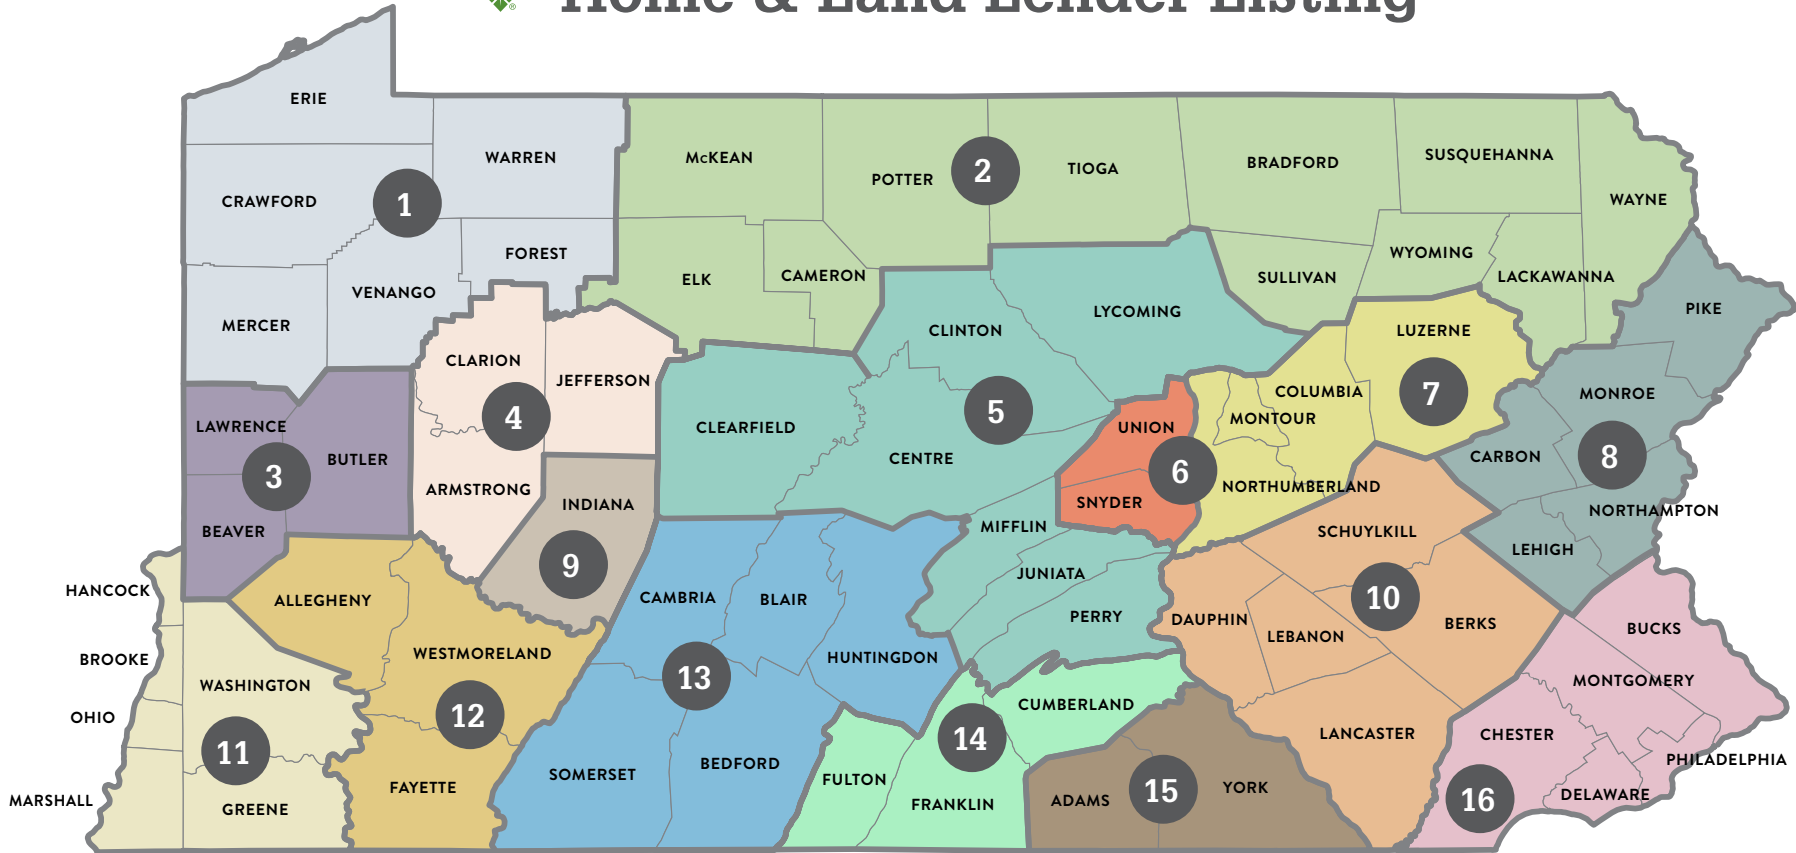 Home & Land Lender Listing
®
ERIE
WARREN
McKEAN
POTTER
2
TIOGA
BRADFORD
SUSQUEHANNA
WAYNE
CRAWFORD
1
FOREST
VENANGO
MERCER
ELK
CAMERON
SULLIVAN
WYOMING
LACKAWANNA
PIKE
CLINTON
LYCOMING
LUZERNE
7
CLARION
JEFFERSON
4
ARMSTRONG
CLEARFIELD
CENTRE
5
COLUMBIA
MONTOUR
UNION
6
SNYDER
NORTHUMBERLAND
MONROE
CARBON
8
NORTHAMPTON
LEHIGH
LAWRENCE
BUTLER
3
BEAVER
INDIANA
9
MIFFLIN
JUNIATA
PERRY
SCHUYLKILL
10
DAUPHIN
LEBANON
BERKS
LANCASTER
HANCOCK
BROOKE
OHIO
MARSHALL
WASHINGTON
11
GREENE
ALLEGHENY
WESTMORELAND
12
FAYETTE
CAMBRIA
BLAIR
HUNTINGDON
13
SOMERSET
BEDFORD
CUMBERLAND
14
FULTON
FRANKLIN
ADAMS
15
YORK
BUCKS
MONTGOMERY
CHESTER
PHILADELPHIA
DELAWARE
16